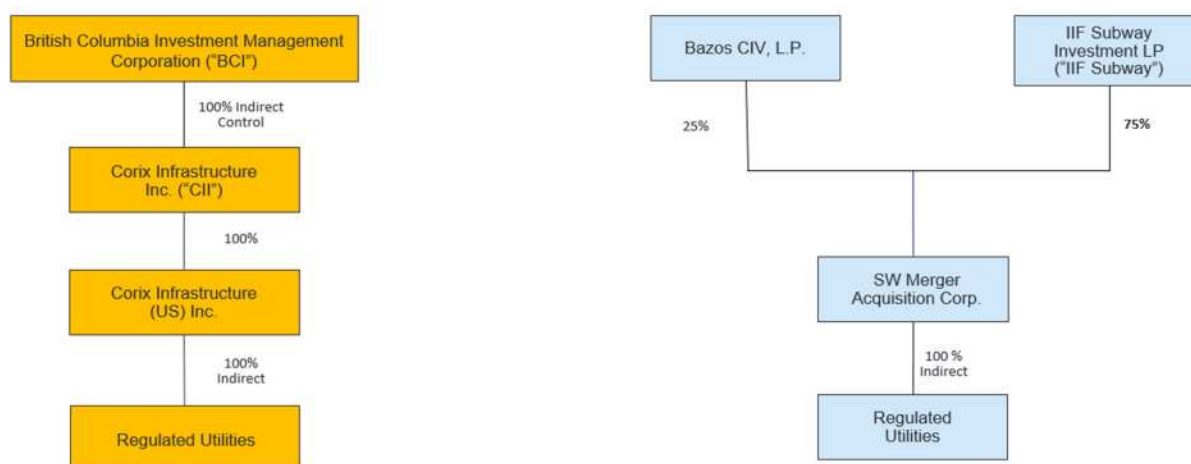 British Columbia Investment Management
Corporation ("BCI")
100% Indirect
Control
Corix Infrastructure
Inc. ("CII")
100%
Corix Infrastructure
(US) Inc.
100%
Indirect
Regulated Utilities
Bazos CIV, L.P.
IIF Subway
Investment LP
("IIF Subway")
25%
75%
SW Merger
Acquisition Corp.
100 %
Indirect
Regulated
Utilities